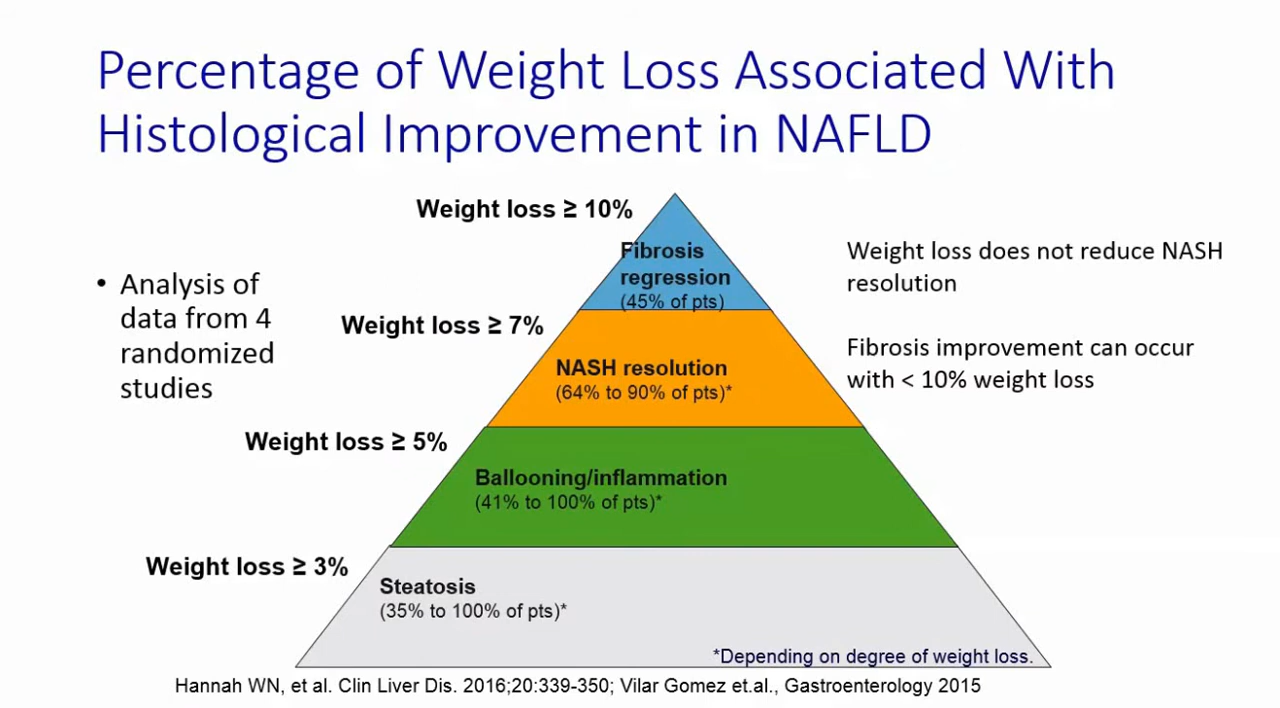 Percentage of Weight Loss Associated With
Histological Improvement in NAFLD
• Analysis of
data from 4
randomized
studies
Weight loss ≥ 10%
Fibrosis
regression
(45% of pts)
Weight loss ≥ 7%
NASH resolution
(64% to 90% of pts)*
Weight loss ≥ 5%
Ballooning/inflammation
(41% to 100% of pts)*
Weight loss ≥ 3%
Steatosis
(35% to 100% of pts)*
Weight loss does not reduce NASH
resolution
Fibrosis improvement can occur
with < 10% weight loss
*Depending on degree of weight loss.
Hannah WN, et al. Clin Liver Dis. 2016;20:339-350; Vilar Gomez et.al., Gastroenterology 2015